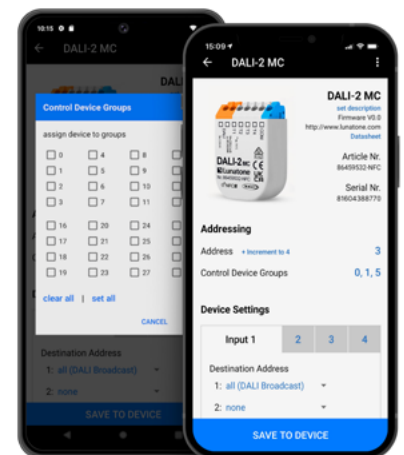 10:15
DALI-2 MC
DALI
Control Device Groups
assign device to groups
0 4 8
1 5 9
2 6 10
3 7 11
16 20 24
17 21 25
18 22 26
19 23 27
clear all | set all
CANCEL
Destination Address
1: all (DALI Broadcast)
2: none
SAVE TO DEVICE
15:09
DALI-2 MC
DALI-2 MC
set description
Firmware V0.0
http://www.lunatone.com
Datasheet
DALI-2 MC
Lunatone
Article Nr.
86459532-NFC
Serial Nr.
81604388770
Addressing
Address + Increment to 4 3
Control Device Groups 0, 1, 5
Device Settings
Input 1 2 3 4
Destination Address
1: all (DALI Broadcast)
2: none
SAVE TO DEVICE